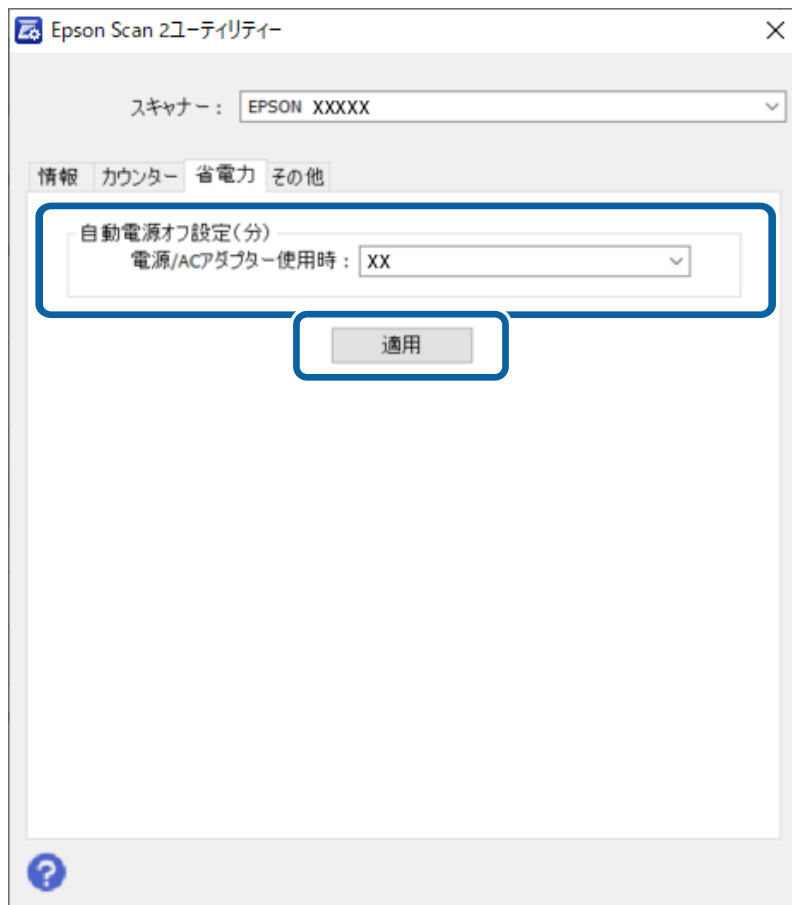 Epson Scan 2ユーティリティー
スキャナー： EPSON XXXXX
情報 カウンター 省電力 その他
自動電源オフ設定(分)
電源/ACアダプター使用時： XX
適用
?